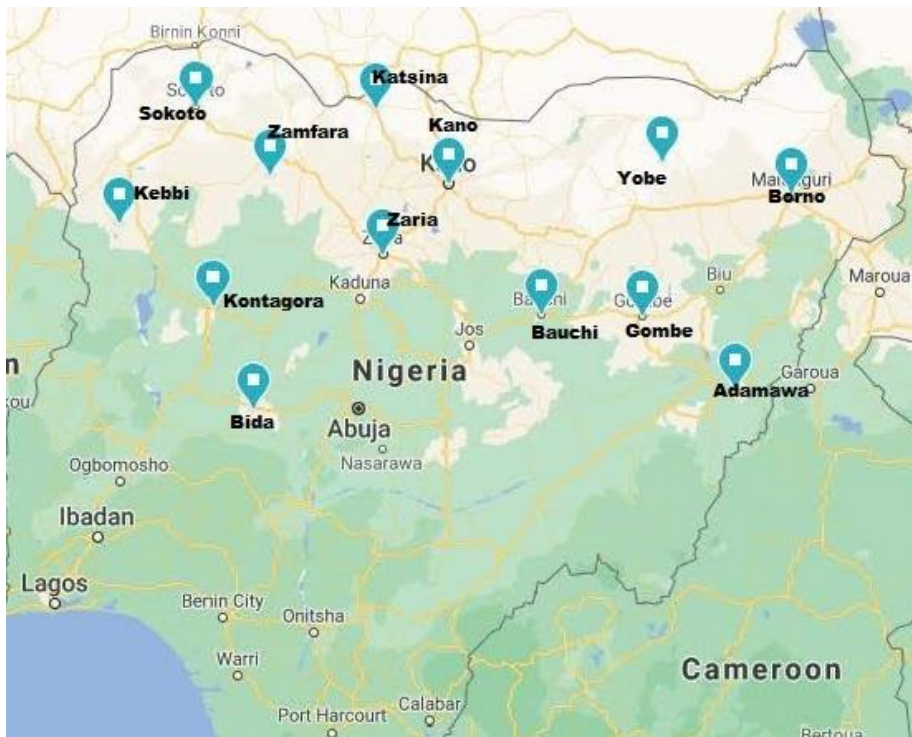 Birnin Konni
Katsina
Sokoto
Kano
Zamfara
Yobe
Borno
Kebbi
Zaria
Kaduna
Biu
Maroua
Kontagora
Bauchi
Gombe
Jos
Nigeria
Adamawa
Garoua
Bida
Abuja
Nasarawa
Ogbomosho
Ibadan
Lagos
Benin City
Onitsha
Warri
Cameroon
Port Harcourt
Calabar
Bertoua